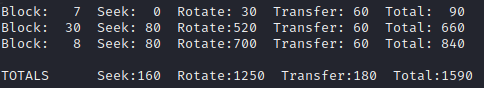 Block:   7  Seek:  0  Rotate: 30  Transfer: 60  Total:  90
Block:  30  Seek: 80  Rotate:520  Transfer: 60  Total: 660
Block:   8  Seek: 80  Rotate:700  Transfer: 60  Total: 840
TOTALS      Seek:160  Rotate:1250  Transfer:180  Total:1590